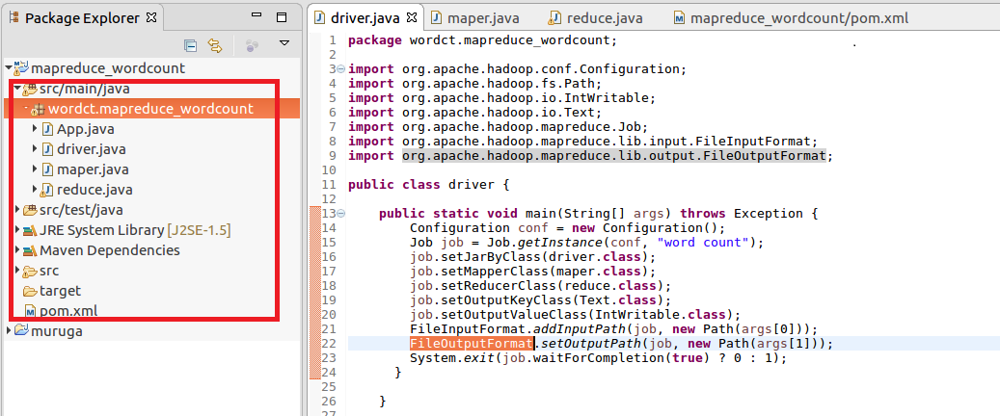 Package Explorer
mapreduce_wordcount
src/main/java
wordct.mapreduce_wordcount
App.java
driver.java
maper.java
reduce.java
src/test/java
JRE System Library [J2SE-1.5]
Maven Dependencies
src
target
pom.xml
muruga
driver.java maper.java reduce.java mapreduce_wordcount/pom.xml
1 package wordct.mapreduce_wordcount;
2
3 import org.apache.hadoop.conf.Configuration;
4 import org.apache.hadoop.fs.Path;
5 import org.apache.hadoop.io.IntWritable;
6 import org.apache.hadoop.io.Text;
7 import org.apache.hadoop.mapreduce.Job;
8 import org.apache.hadoop.mapreduce.lib.input.FileInputFormat;
9 import org.apache.hadoop.mapreduce.lib.output.FileOutputFormat;
10
11 public class driver {
12
13 public static void main(String[] args) throws Exception {
14 Configuration conf = new Configuration();
15 Job job = Job.getInstance(conf, "word count");
16 job.setJarByClass(driver.class);
17 job.setMapperClass(maper.class);
18 job.setReducerClass(reduce.class);
19 job.setOutputKeyClass(Text.class);
20 job.setOutputValueClass(IntWritable.class);
21 FileInputFormat.addInputPath(job, new Path(args[0]));
22 FileOutputFormat.setOutputPath(job, new Path(args[1]));
23 System.exit(job.waitForCompletion(true) ? 0 : 1);
24 }
25
26 }
27